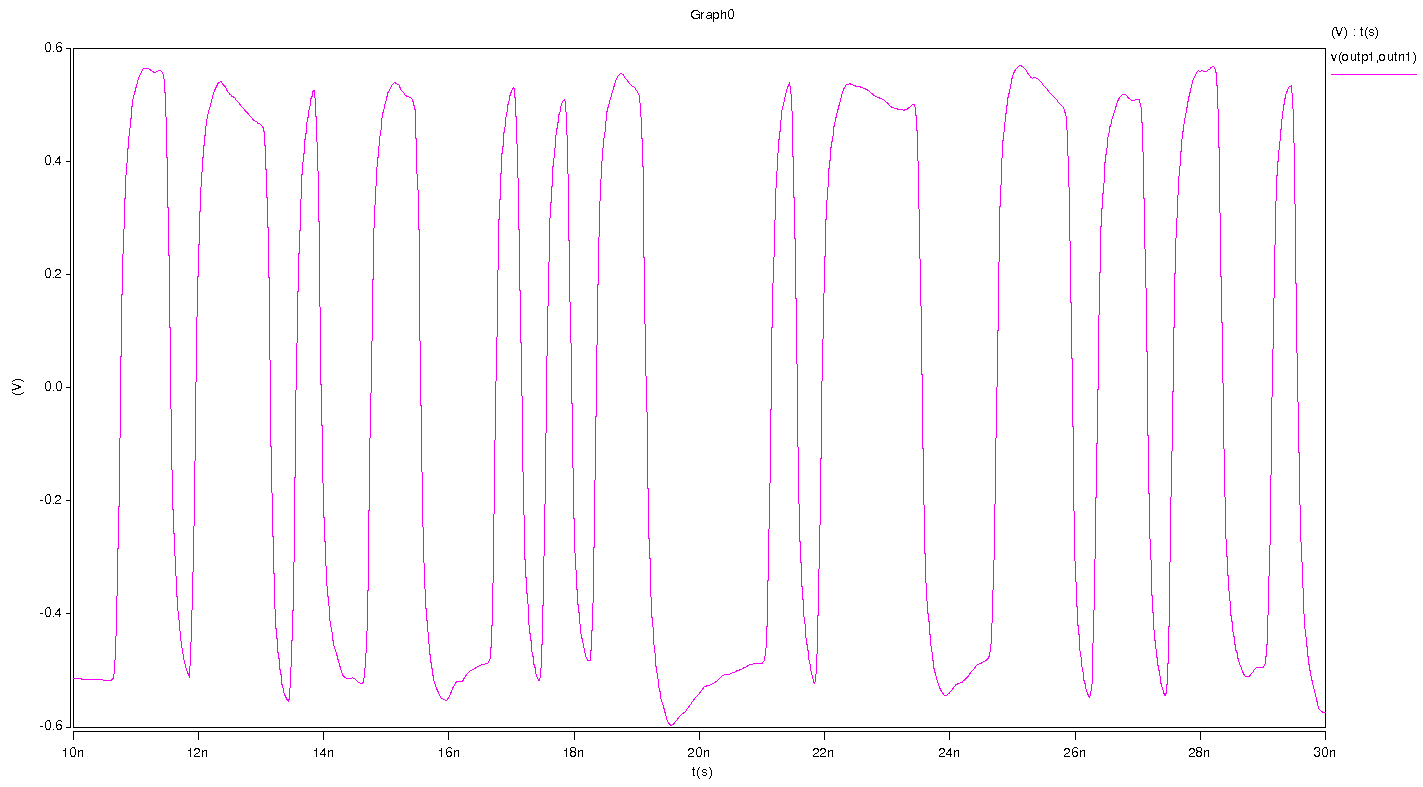 Graph0
(V) : t(s)
v(outp1,outn1)
0.6
0.4
0.2
0.0
-0.2
-0.4
-0.6
(V)
10n 12n 14n 16n 18n 20n 22n 24n 26n 28n 30n
t(s)